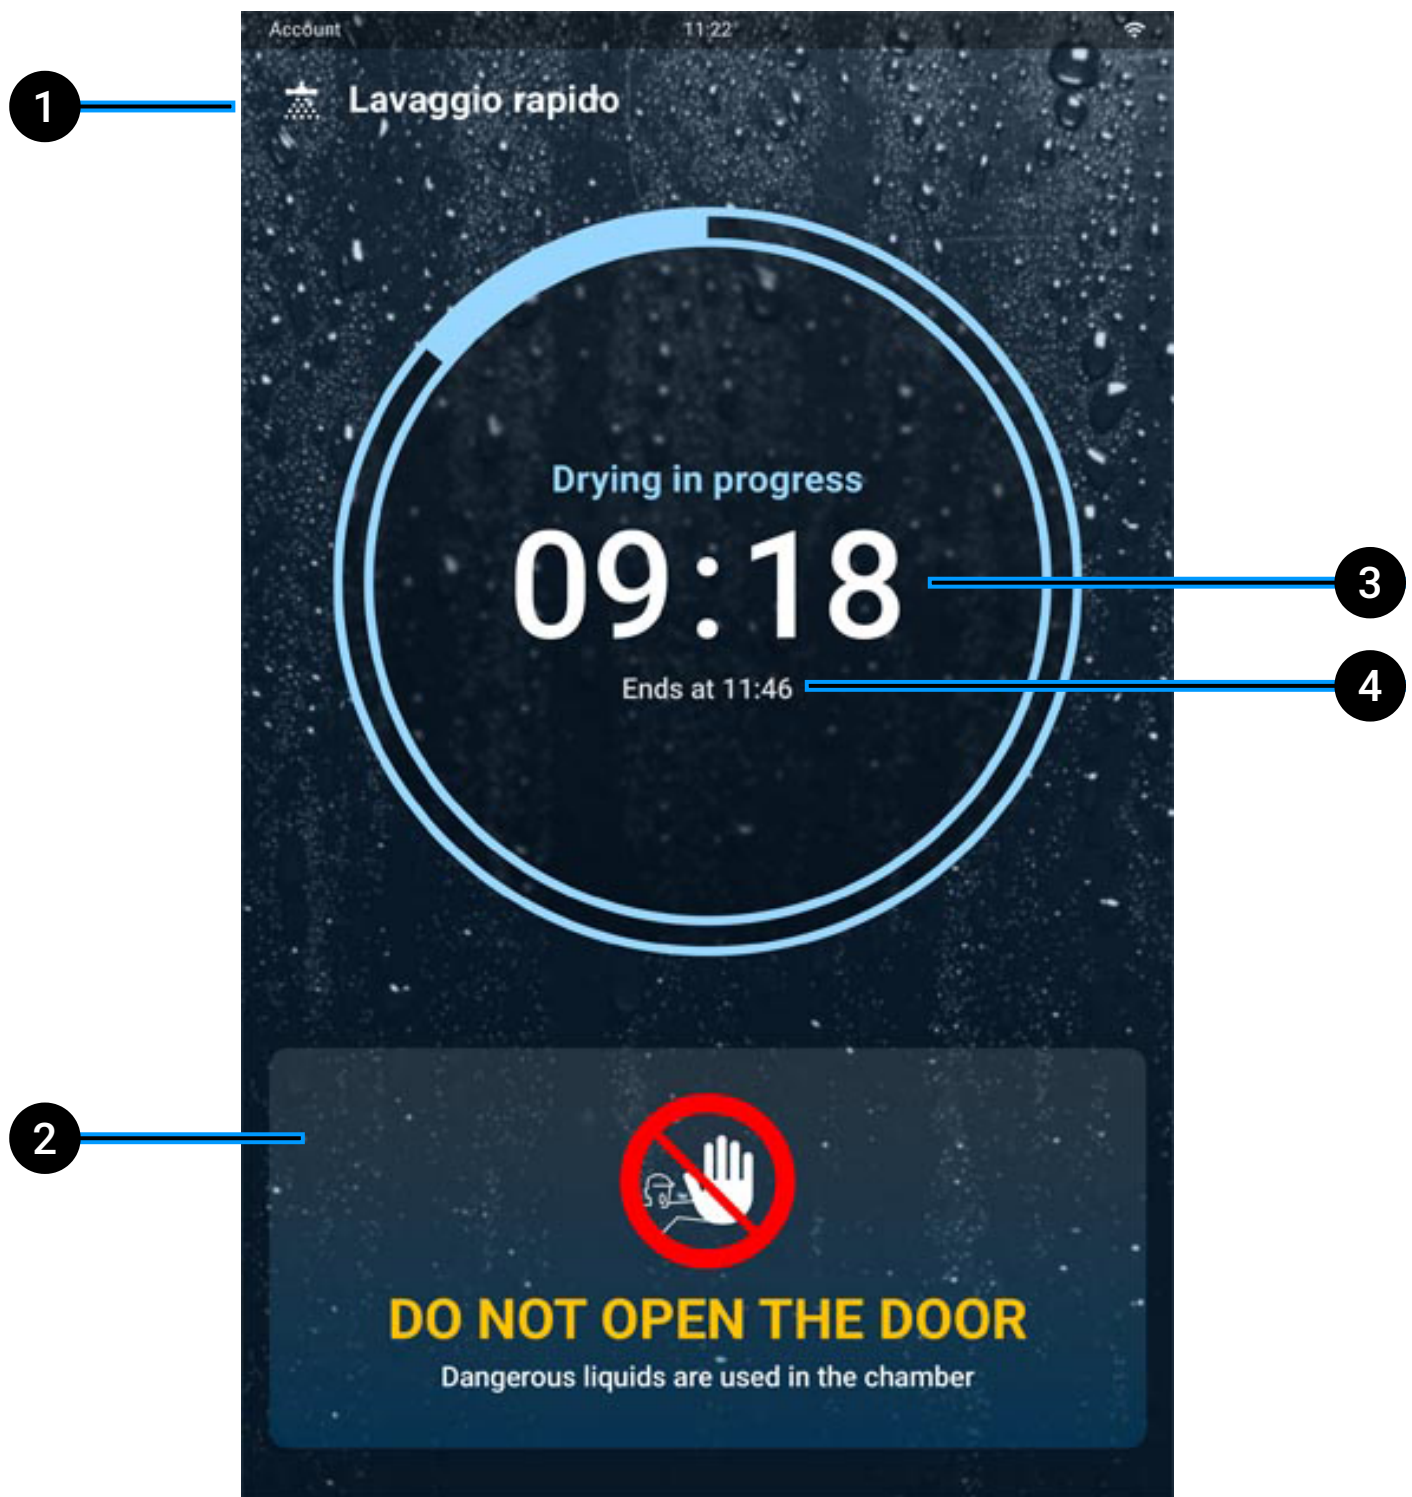 Account
11:22
1
Lavaggio rapido
Drying in progress
09:18
3
Ends at 11:46
4
2
DO NOT OPEN THE DOOR
Dangerous liquids are used in the chamber